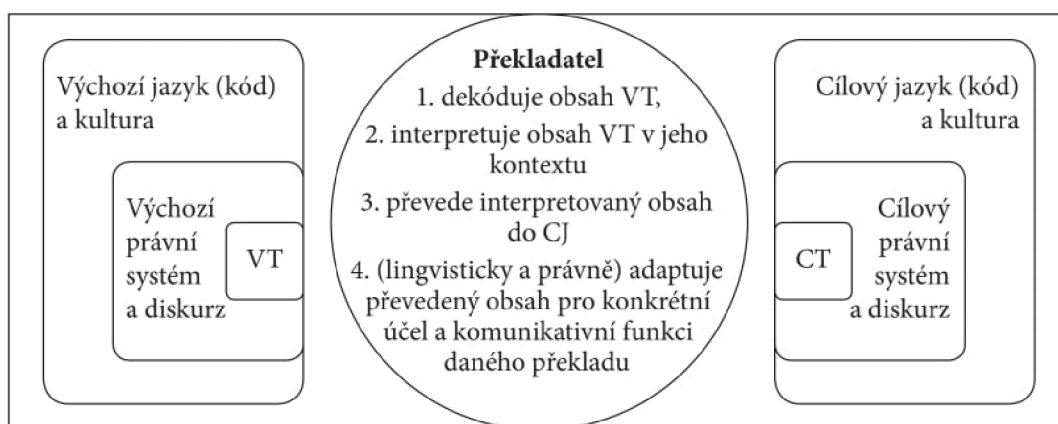 Výchozí jazyk (kód)
a kultura
Výchozí
právní
systém
a diskurz
VT
Překladatel
1. dekóduje obsah VT,
2. interpretuje obsah VT v jeho
kontextu
3. převede interpretovaný obsah
do CJ
4. (lingvisticky a právně) adaptuje
převedený obsah pro konkrétní
účel a komunikativní funkci
daného překladu
Cílový jazyk (kód)
a kultura
CT
Cílový
právní
systém
a diskurz